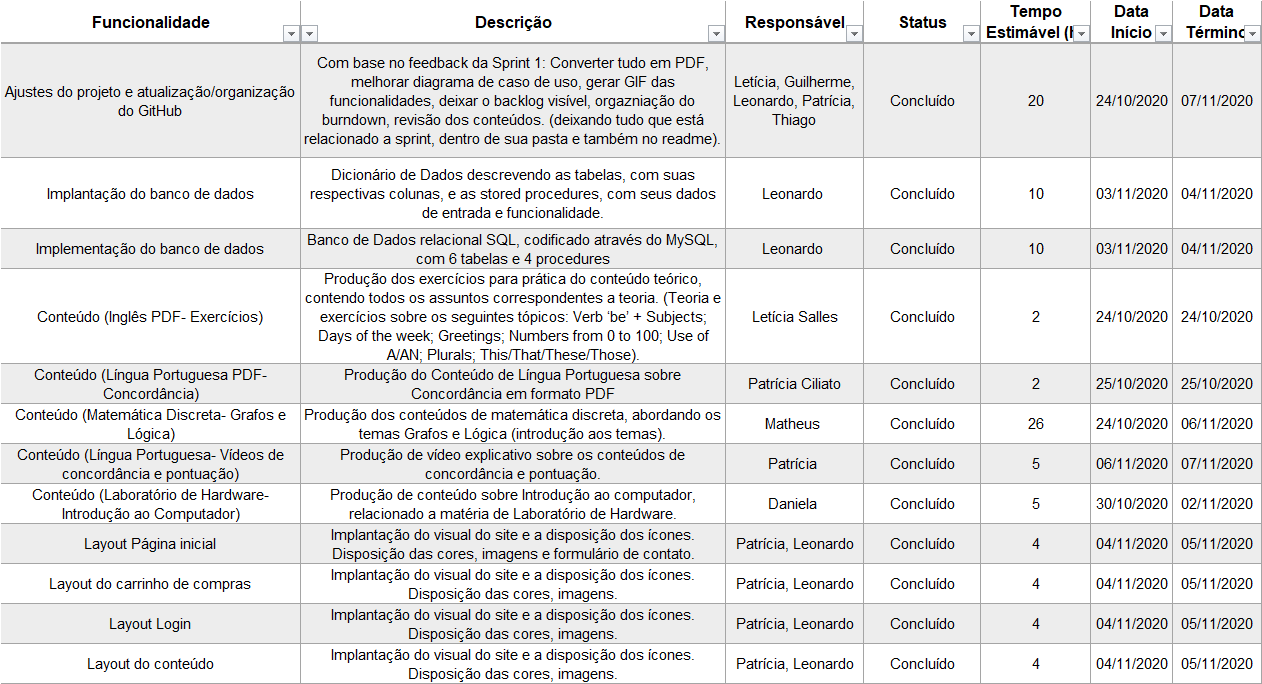 Funcionalidade Descrição Responsável Status Tempo Estimável (h Data Início Data Término
Ajustes do projeto e atualização/organização
do GitHub
Com base no feedback da Sprint 1: Converter tudo em PDF,
melhorar diagrama de caso de uso, gerar GIF das
funcionalidades, deixar o backlog visível, orgazniação do
burndown, revisão dos conteúdos. (deixando tudo que está
relacionado a sprint, dentro de sua pasta e também no readme).
Letícia, Guilherme,
Leonardo, Patrícia,
Thiago
Concluído 20 24/10/2020 07/11/2020
Implantação do banco de dados
Dicionário de Dados descrevendo as tabelas, com suas
respectivas colunas, e as stored procedures, com seus dados
de entrada e funcionalidade.
Leonardo Concluído 10 03/11/2020 04/11/2020
Implementação do banco de dados
Banco de Dados relacional SQL, codificado através do MySQL,
com 6 tabelas e 4 procedures
Leonardo Concluído 10 03/11/2020 04/11/2020
Conteúdo (Inglês PDF- Exercícios)
Produção dos exercícios para prática do conteúdo teórico,
contendo todos os assuntos correspondentes a teoria. (Teoria e
exercícios sobre os seguintes tópicos: Verb ‘be’ + Subjects;
Days of the week; Greetings; Numbers from 0 to 100; Use of
A/AN; Plurals; This/That/These/Those).
Letícia Salles Concluído 2 24/10/2020 24/10/2020
Conteúdo (Língua Portuguesa PDF-
Concordância)
Produção do Conteúdo de Língua Portuguesa sobre
Concordância em formato PDF
Patrícia Ciliato Concluído 2 25/10/2020 25/10/2020
Conteúdo (Matemática Discreta- Grafos e
Lógica)
Produção dos conteúdos de matemática discreta, abordando os
temas Grafos e Lógica (introdução aos temas).
Matheus Concluído 26 24/10/2020 06/11/2020
Conteúdo (Língua Portuguesa- Vídeos de
concordância e pontuação)
Produção de vídeo explicativo sobre os conteúdos de
concordância e pontuação.
Patrícia Concluído 5 06/11/2020 07/11/2020
Conteúdo (Laboratório de Hardware-
Introdução ao Computador)
Produção de conteúdo sobre Introdução ao computador,
relacionado a matéria de Laboratório de Hardware.
Daniela Concluído 5 30/10/2020 02/11/2020
Layout Página inicial
Implantação do visual do site e a disposição dos ícones.
Disposição das cores, imagens e formulário de contato.
Patrícia, Leonardo Concluído 4 04/11/2020 05/11/2020
Layout do carrinho de compras
Implantação do visual do site e a disposição dos ícones.
Disposição das cores, imagens.
Patrícia, Leonardo Concluído 4 04/11/2020 05/11/2020
Layout Login
Implantação do visual do site e a disposição dos ícones.
Disposição das cores, imagens.
Patrícia, Leonardo Concluído 4 04/11/2020 05/11/2020
Layout do conteúdo
Implantação do visual do site e a disposição dos ícones.
Disposição das cores, imagens.
Patrícia, Leonardo Concluído 4 04/11/2020 05/11/2020